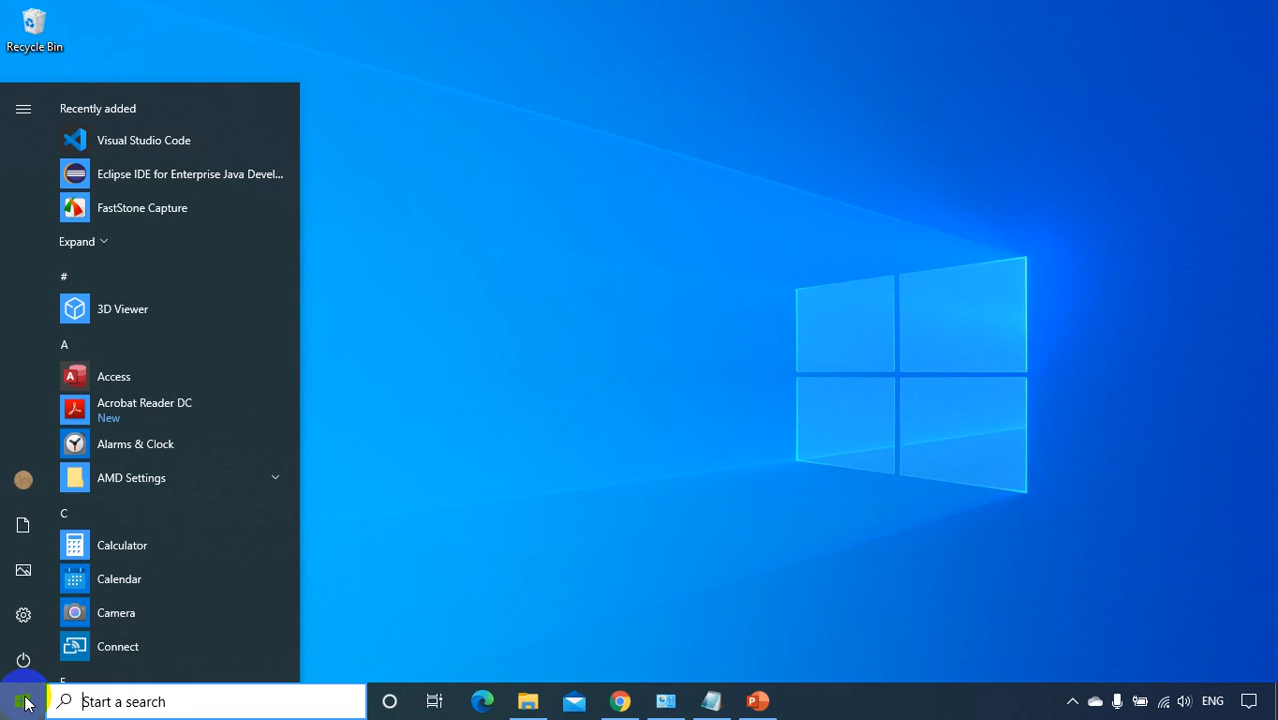 Recycle Bin
Recently added
Visual Studio Code
Eclipse IDE for Enterprise Java Devel...
FastStone Capture
Expand
#
3D Viewer
A
Access
Acrobat Reader DC
New
Alarms & Clock
AMD Settings
C
Calculator
Calendar
Camera
Connect
Start a search
ENG